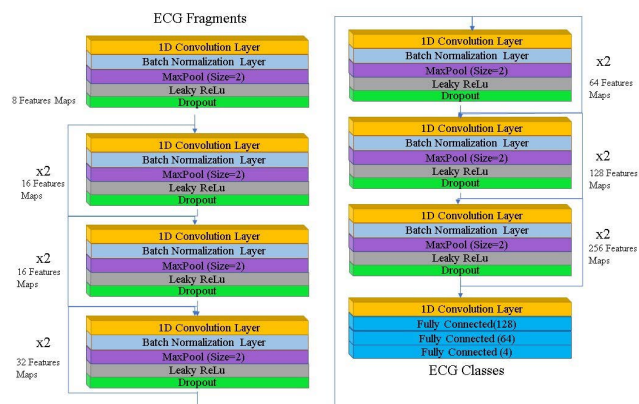 ECG Fragments
1D Convolution Layer
Batch Normalization Layer
MaxPool (Size=2)
Leaky ReLu
Dropout
8 Features Maps
1D Convolution Layer
Batch Normalization Layer
MaxPool (Size=2)
Leaky ReLu
Dropout
x2
16 Features
Maps
1D Convolution Layer
Batch Normalization Layer
MaxPool (Size=2)
Leaky ReLu
Dropout
x2
16 Features
Maps
1D Convolution Layer
Batch Normalization Layer
MaxPool (Size=2)
Leaky ReLu
Dropout
x2
32 Features
Maps
1D Convolution Layer
Batch Normalization Layer
MaxPool (Size=2)
Leaky ReLu
Dropout
x2
64 Features
Maps
1D Convolution Layer
Batch Normalization Layer
MaxPool (Size=2)
Leaky ReLu
Dropout
x2
128 Features
Maps
1D Convolution Layer
Batch Normalization Layer
MaxPool (Size=2)
Leaky ReLu
Dropout
x2
256 Features
Maps
1D Convolution Layer
Fully Connected(128)
Fully Connected (64)
Fully Connected (4)
ECG Classes